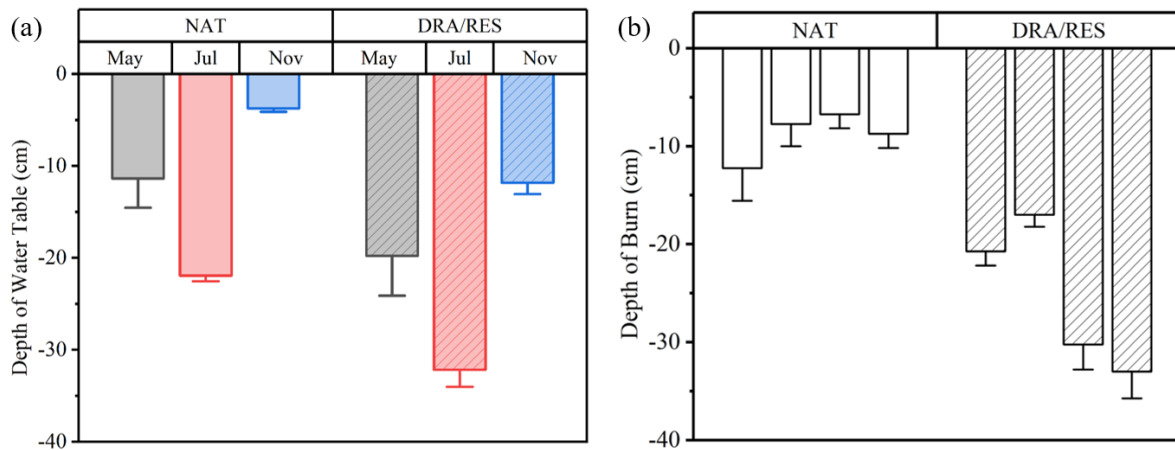 (a)
NAT DRA/RES
May Jul Nov May Jul Nov
0
-10
-20
-30
-40
Depth of Water Table (cm)
(b)
NAT DRA/RES
0
-10
-20
-30
-40
Depth of Burn (cm)